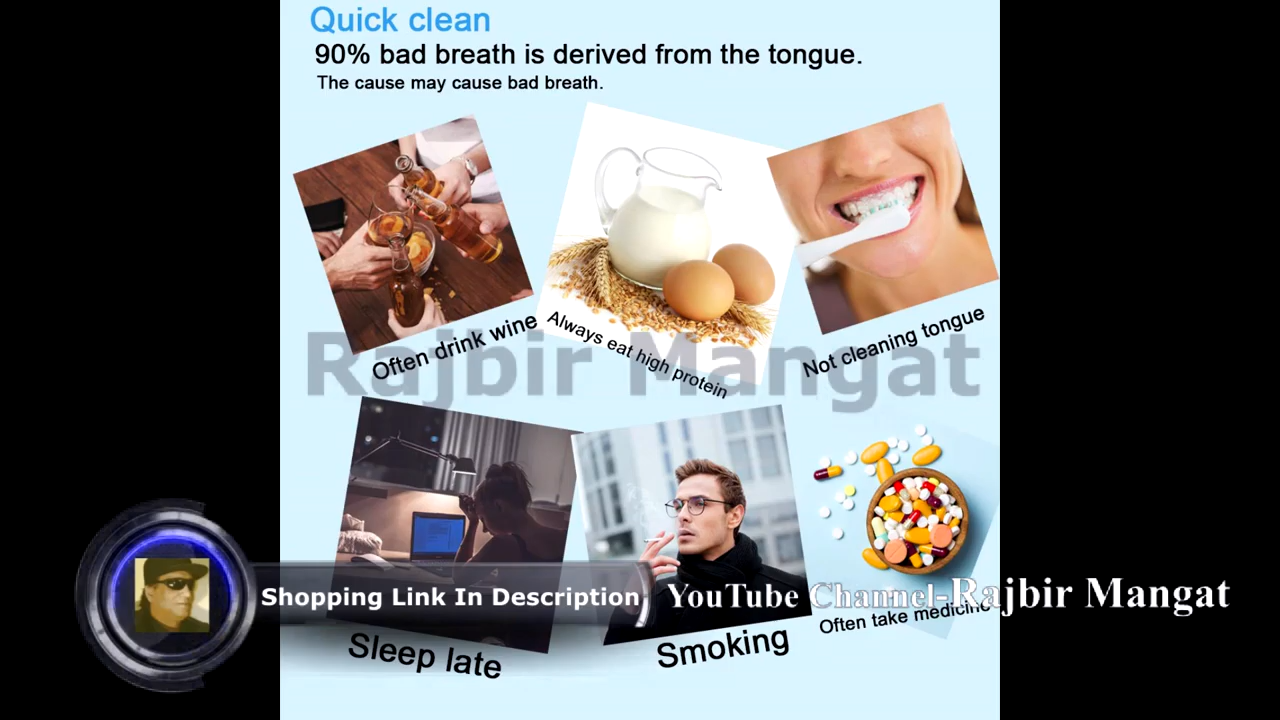 Quick clean
90% bad breath is derived from the tongue.
The cause may cause bad breath.
Often drink wine
Always eat high protein
Not cleaning tongue
Rajbir Mangat
Shopping Link In Description
YouTube Channel-Rajbir Mangat
Often take medicine
Sleep late
Smoking